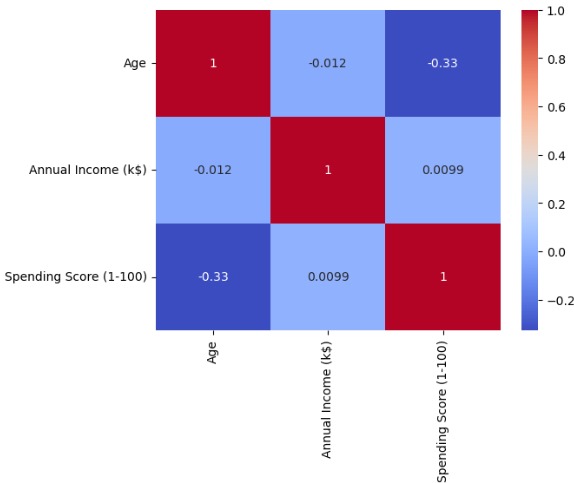 1.0
Age
1
-0.012
-0.33
0.8
0.6
Annual Income (k$)
-0.012
1
0.0099
0.4
0.2
0.0
Spending Score (1-100)
-0.33
0.0099
1
−0.2
Age
Annual Income (k$)
Spending Score (1-100)